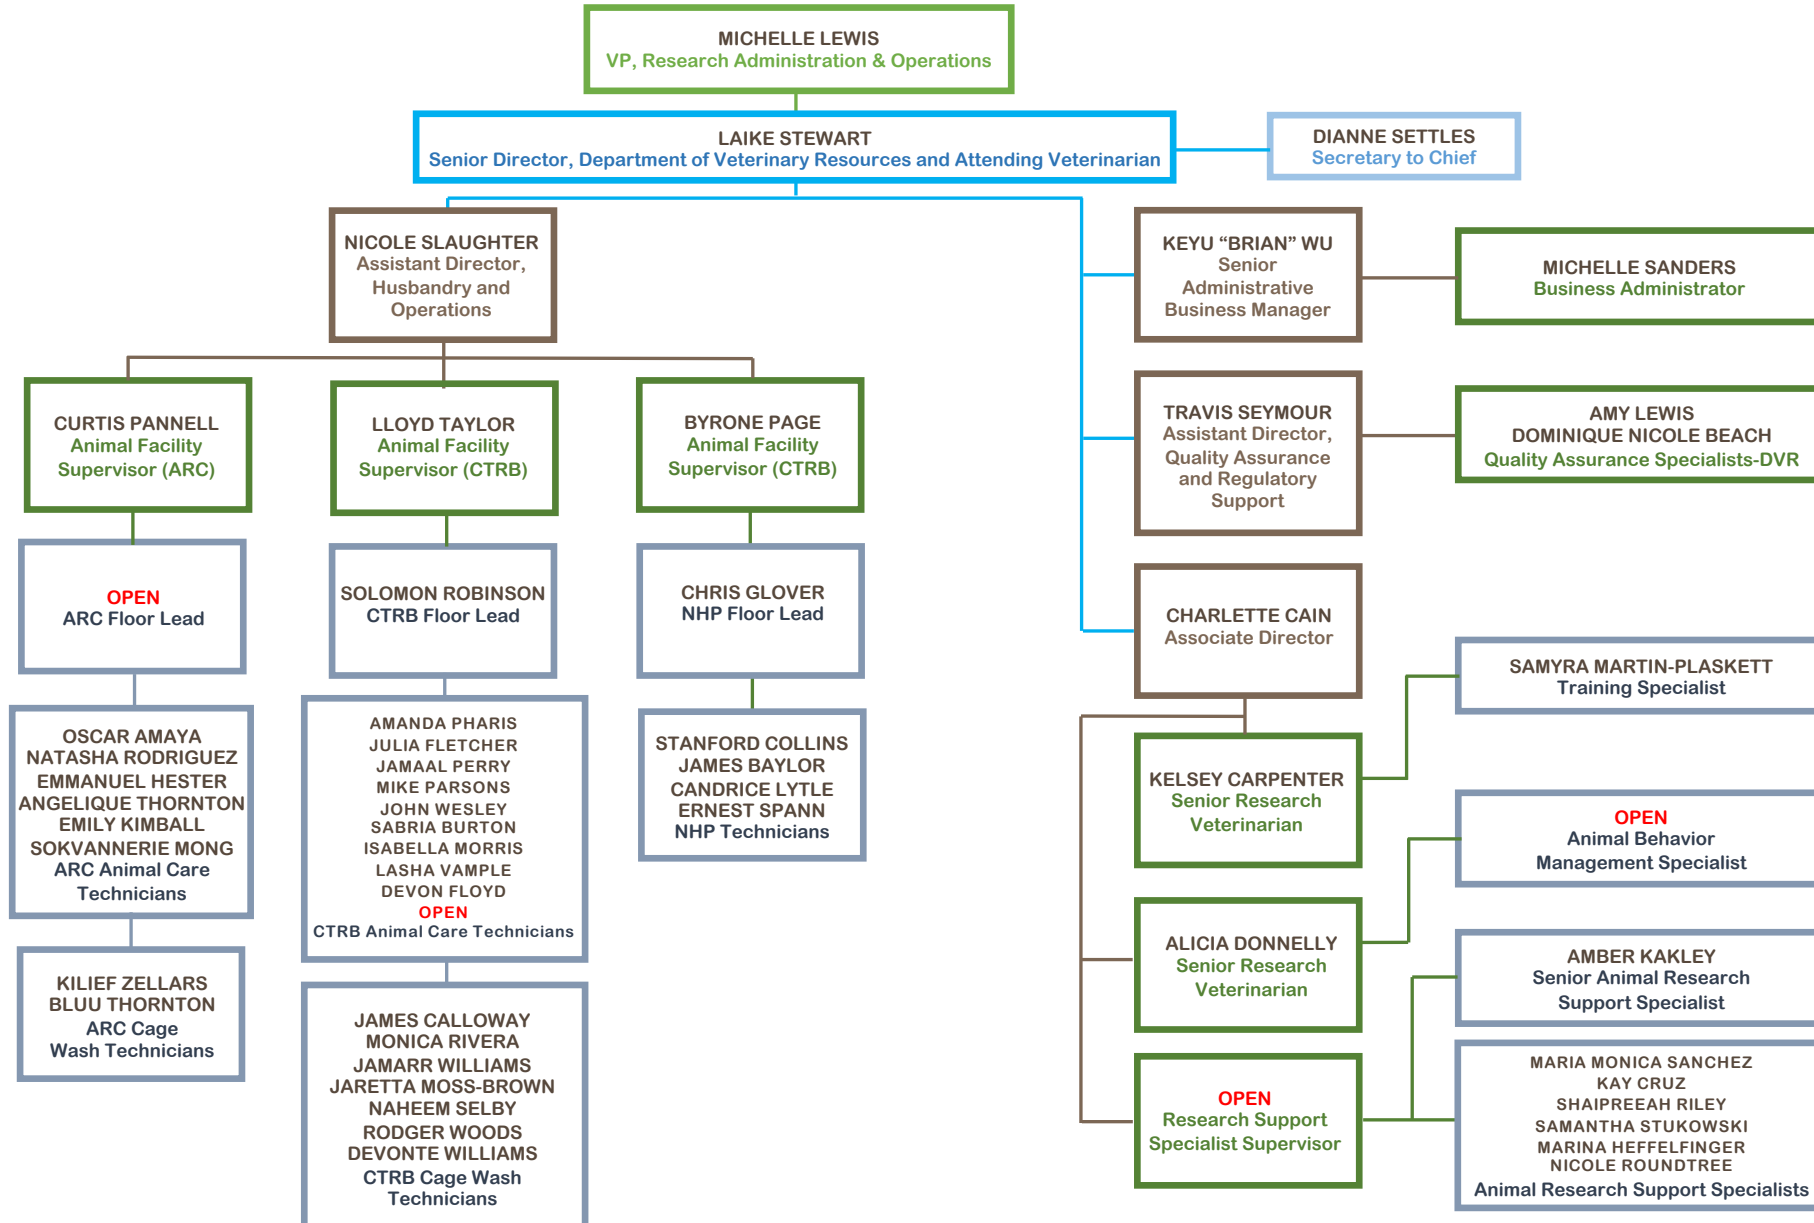 MICHELLE LEWIS
VP, Research Administration & Operations
LAIKE STEWART
Senior Director, Department of Veterinary Resources and Attending Veterinarian
DIANNE SETTLES
Secretary to Chief
NICOLE SLAUGHTER
Assistant Director,
Husbandry and
Operations
KEYU “BRIAN” WU
Senior
Administrative
Business Manager
MICHELLE SANDERS
Business Administrator
CURTIS PANNELL
Animal Facility
Supervisor (ARC)
LLOYD TAYLOR
Animal Facility
Supervisor (CTRB)
BYRONE PAGE
Animal Facility
Supervisor (CTRB)
TRAVIS SEYMOUR
Assistant Director,
Quality Assurance
and Regulatory
Support
AMY LEWIS
DOMINIQUE NICOLE BEACH
Quality Assurance Specialists-DVR
OPEN
ARC Floor Lead
SOLOMON ROBINSON
CTRB Floor Lead
CHRIS GLOVER
NHP Floor Lead
CHARLETTE CAIN
Associate Director
SAMYRA MARTIN-PLASKETT
Training Specialist
OSCAR AMAYA
NATASHA RODRIGUEZ
EMMANUEL HESTER
ANGELIQUE THORNTON
EMILY KIMBALL
SOKVANNERIE MONG
ARC Animal Care
Technicians
AMANDA PHARIS
JULIA FLETCHER
JAMAAL PERRY
MIKE PARSONS
JOHN WESLEY
SABRIA BURTON
ISABELLA MORRIS
LASHA VAMPLE
DEVON FLOYD
OPEN
CTRB Animal Care Technicians
STANFORD COLLINS
JAMES BAYLOR
CANDRICE LYTLE
ERNEST SPANN
NHP Technicians
KELSEY CARPENTER
Senior Research
Veterinarian
OPEN
Animal Behavior
Management Specialist
KILIEF ZELLARS
BLUU THORNTON
ARC Cage
Wash Technicians
JAMES CALLOWAY
MONICA RIVERA
JAMARR WILLIAMS
JARETTA MOSS-BROWN
NAHEEM SELBY
RODGER WOODS
DEVONTE WILLIAMS
CTRB Cage Wash
Technicians
ALICIA DONNELLY
Senior Research
Veterinarian
AMBER KAKLEY
Senior Animal Research
Support Specialist
OPEN
Research Support
Specialist Supervisor
MARIA MONICA SANCHEZ
KAY CRUZ
SHAIPREEAH RILEY
SAMANTHA STUKOWSKI
MARINA HEFFELFINGER
NICOLE ROUNDTREE
Animal Research Support Specialists